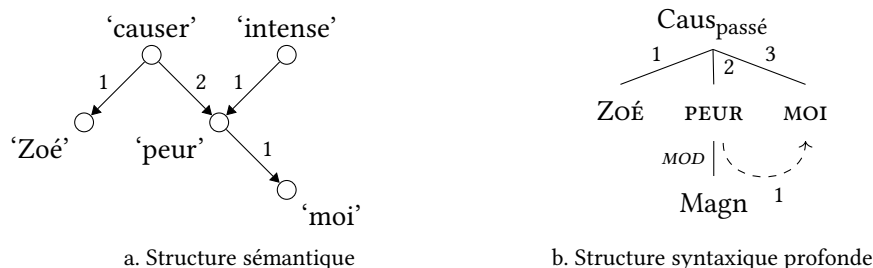 ‘causer’ ‘intense’
1 2 1
‘Zoé’ ‘peur’
1
‘moi’
a. Structure sémantique
Caus passé
1 2 3
ZOÉ PEUR MOI
MOD
Magn 1
b. Structure syntaxique profonde